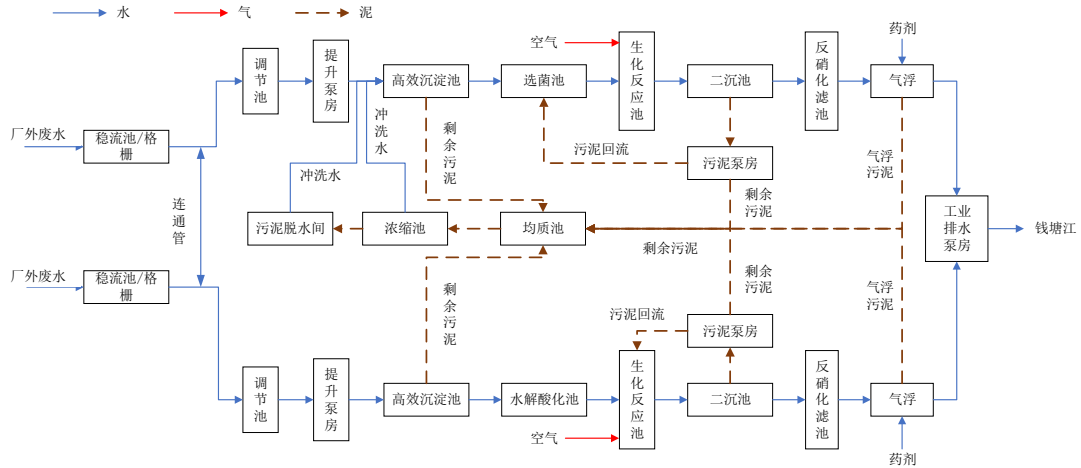 水
气
泥
药剂
空气
调
节
池
提
升
泵
房
高效沉淀池
选菌池
生
化
反
应
池
二沉池
反
硝
化
滤
池
气浮
厂外废水
稳流池/格
栅
冲
洗
水
剩
余
污
泥
污泥回流
污泥泵房
气浮
污泥
冲洗水
连
通
管
剩余
污泥
污泥脱水间
浓缩池
均质池
工业
排水
泵房
钱塘江
剩余污泥
厂外废水
稳流池/格
栅
剩
余
污
泥
剩余
污泥
气浮
污泥
污泥回流
污泥泵房
调
节
池
提
升
泵
房
高效沉淀池
水解酸化池
生
化
反
应
池
二沉池
反
硝
化
滤
池
气浮
空气
药剂